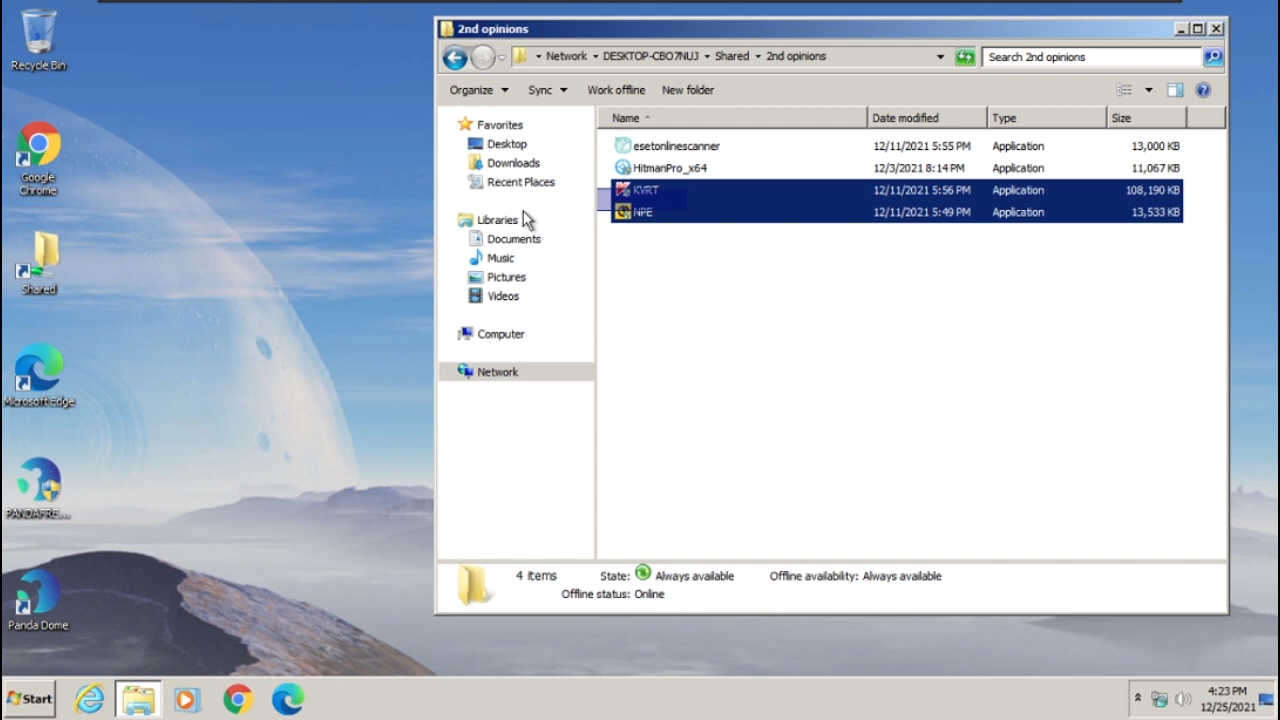 Recycle Bin
Google
Chrome
Shared
Microsoft Edge
PANDAFRE...
Panda Dome
2nd opinions
Network DESKTOP-CBO7NUJ Shared 2nd opinions
Search 2nd opinions
Organize Sync Work offline New folder
Favorites
Desktop
Downloads
Recent Places
Libraries
Documents
Music
Pictures
Videos
Computer
Network
Name Date modified Type Size
esetonlinescanner 12/11/2021 5:55 PM Application 13,000 KB
HitmanPro_x64 12/3/2021 8:14 PM Application 11,067 KB
KVRT 12/11/2021 5:56 PM Application 108,190 KB
NPE 12/11/2021 5:49 PM Application 13,533 KB
4 items State: Always available Offline availability: Always available
Offline status: Online
Start
4:23 PM
12/25/2021